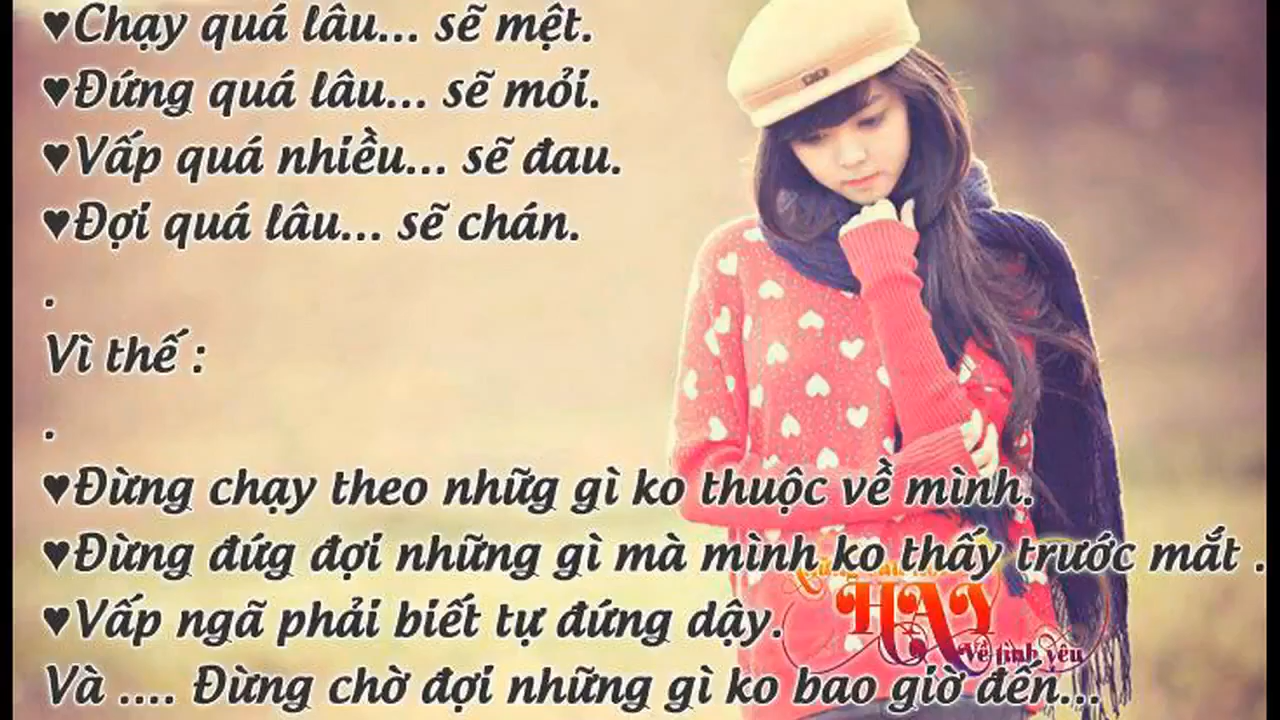 ♥Chạy quá lâu... sẽ mệt.
♥Đứng quá lâu... sẽ mỏi.
♥Vấp quá nhiều... sẽ đau.
♥Đợi quá lâu... sẽ chán.
.
Vì thế :
.
♥Đừng chạy theo nhữg gì ko thuộc về mình.
♥Đừng đứg đợi những gì mà mình ko thấy trước mắt .
♥Vấp ngã phải biết tự đứng dậy.
HAY
Về tình yêu
Và .... Đừng chờ đợi những gì ko bao giờ đến...